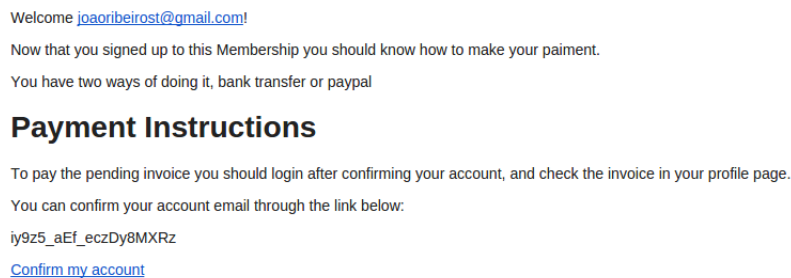 Welcome joaoribeirost@gmail.com!
Now that you signed up to this Membership you should know how to make your paiment.
You have two ways of doing it, bank transfer or paypal
Payment Instructions
To pay the pending invoice you should login after confirming your account, and check the invoice in your profile page.
You can confirm your account email through the link below:
iy9z5_aEf_eczDy8MXRz
Confirm my account